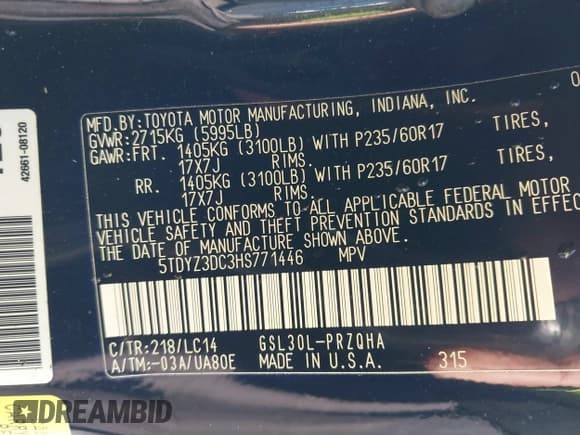 MFD.BY:TOYOTA MOTOR MANUFACTURING, INDIANA, INC.
GVWR:2715KG (5995LB)
GAWR:FRT. 1405KG (3100LB) WITH P235/60R17 TIRES,
17X7J RIMS.
RR. 1405KG (3100LB) WITH P235/60R17 TIRES,
17X7J RIMS.
THIS VEHICLE CONFORMS TO ALL APPLICABLE FEDERAL MOTOR
VEHICLE SAFETY AND THEFT PREVENTION STANDARDS IN EFFEC
THE DATE OF MANUFACTURE SHOWN ABOVE.
5TDYZ3DC3HS771446 MPV
C/TR:218/LC14 GSL30L-PRZQHA
A/TM:-03A/UA80E MADE IN U.S.A. 315
42661-08120
DREAMBID